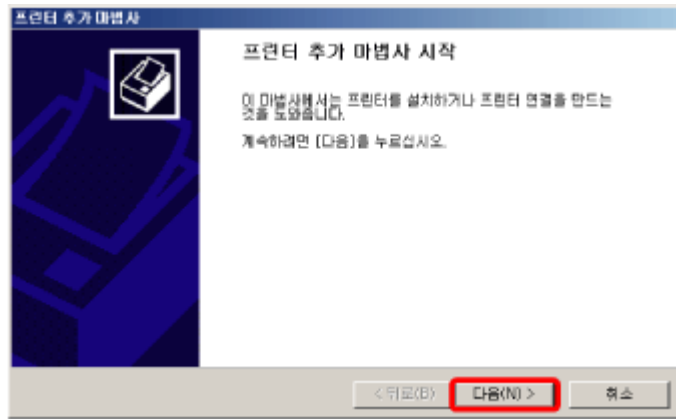 프린터 추가 마법사
프린터 추가 마법사 시작
이 마법사에서는 프린터를 설치하거나 프린터 연결을 만드는
것을 도와줍니다.
계속하려면 [다음]을 누르십시오.
< 뒤로(B)
다음(N) >
취소